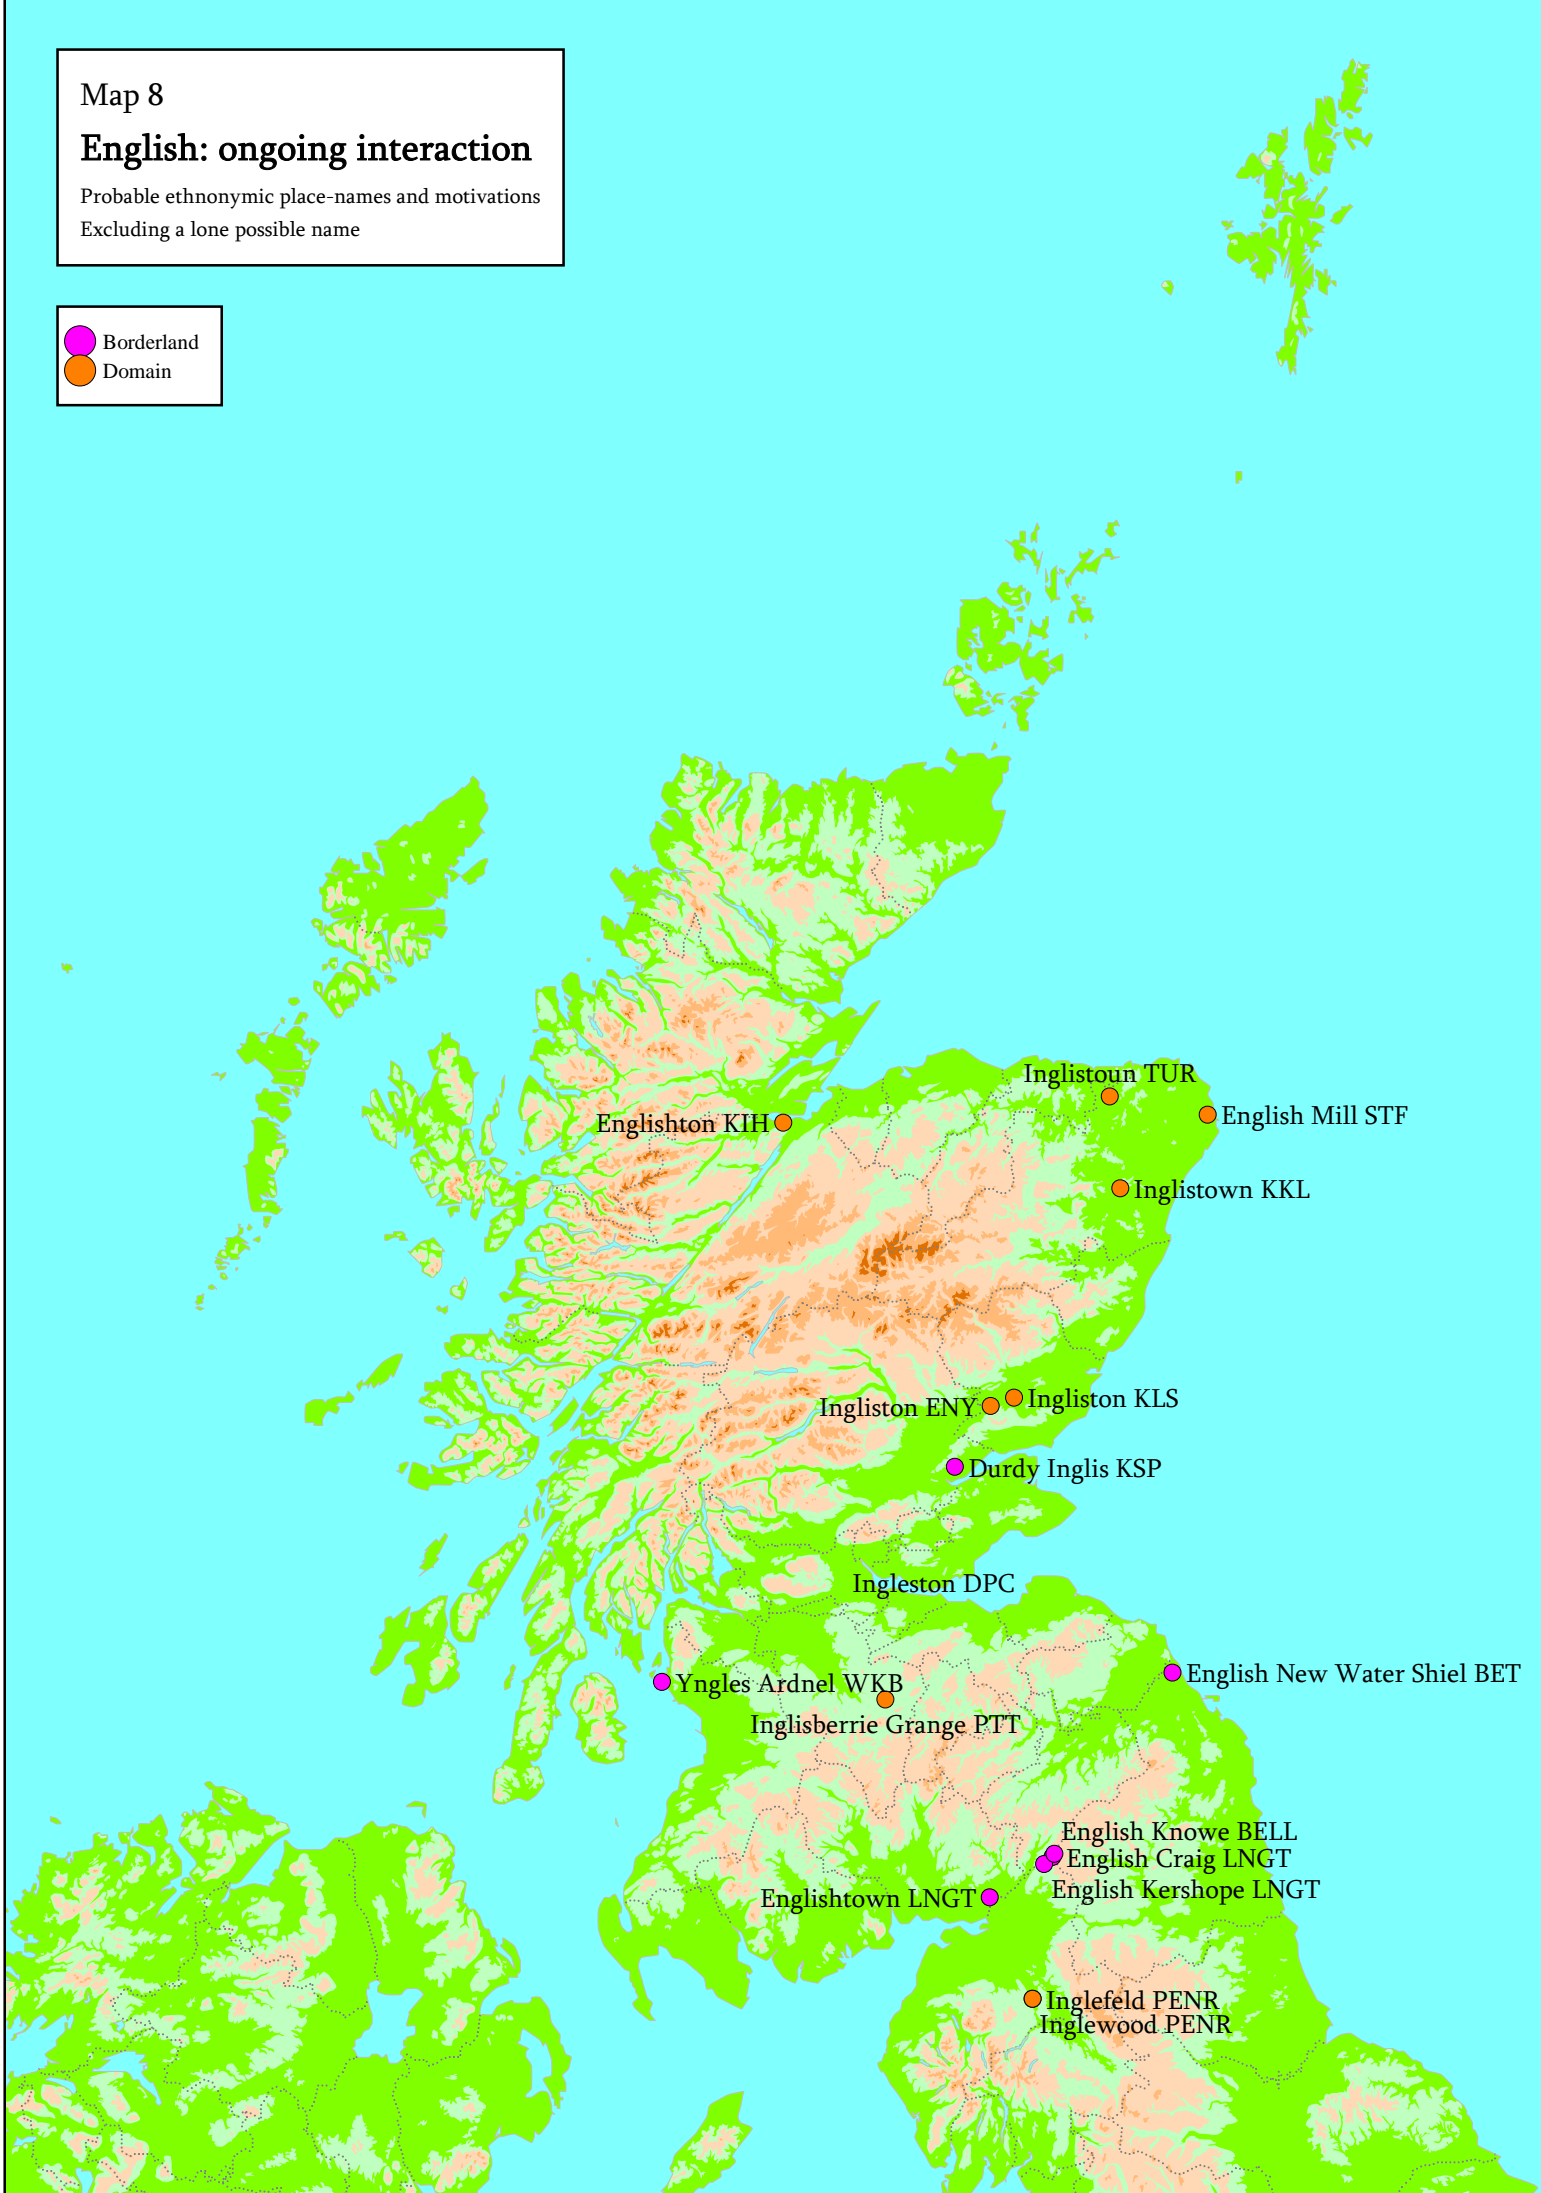 Map 8
English: ongoing interaction
Probable ethnonymic place-names and motivations
Excluding a lone possible name
Borderland
Domain
Inglistoun TUR
English Mill STF
Englishton KIH
Inglistown KKL
Ingliston KLS
Ingliston ENY
Durdy Inglis KSP
Ingleston DPC
English New Water Shiel BET
Yngles Ardnel WKB
Inglisberrie Grange PTT
English Knowe BELL
English Craig LNGT
English Kershope LNGT
Englishtown LNGT
Inglefeld PENR
Inglewood PENR